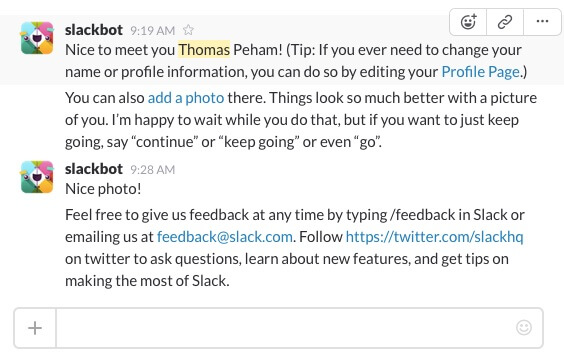 slackbot 9:19 AM
Nice to meet you Thomas Peham! (Tip: If you ever need to change your
name or profile information, you can do so by editing your Profile Page.)
You can also add a photo there. Things look so much better with a picture
of you. I’m happy to wait while you do that, but if you want to just keep
going, say “continue” or “keep going” or even “go”.
slackbot 9:28 AM
Nice photo!
Feel free to give us feedback at any time by typing /feedback in Slack or
emailing us at feedback@slack.com. Follow https://twitter.com/slackhq
on twitter to ask questions, learn about new features, and get tips on
making the most of Slack.